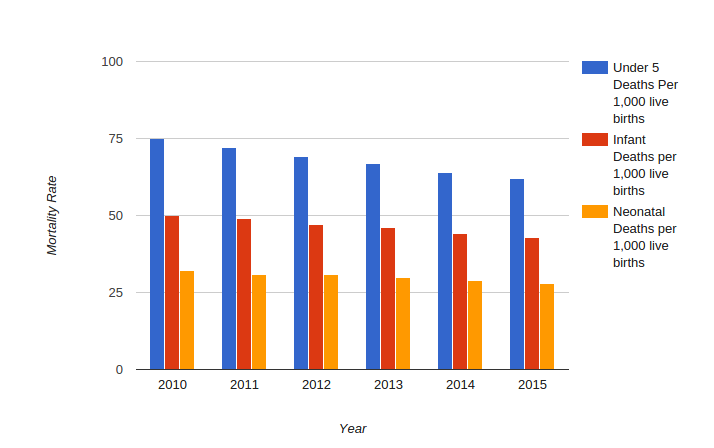 100
75
50
25
0
Mortality Rate
2010 2011 2012 2013 2014 2015
Year
Under 5
Deaths Per
1,000 live
births
Infant
Deaths per
1,000 live
births
Neonatal
Deaths per
1,000 live
births